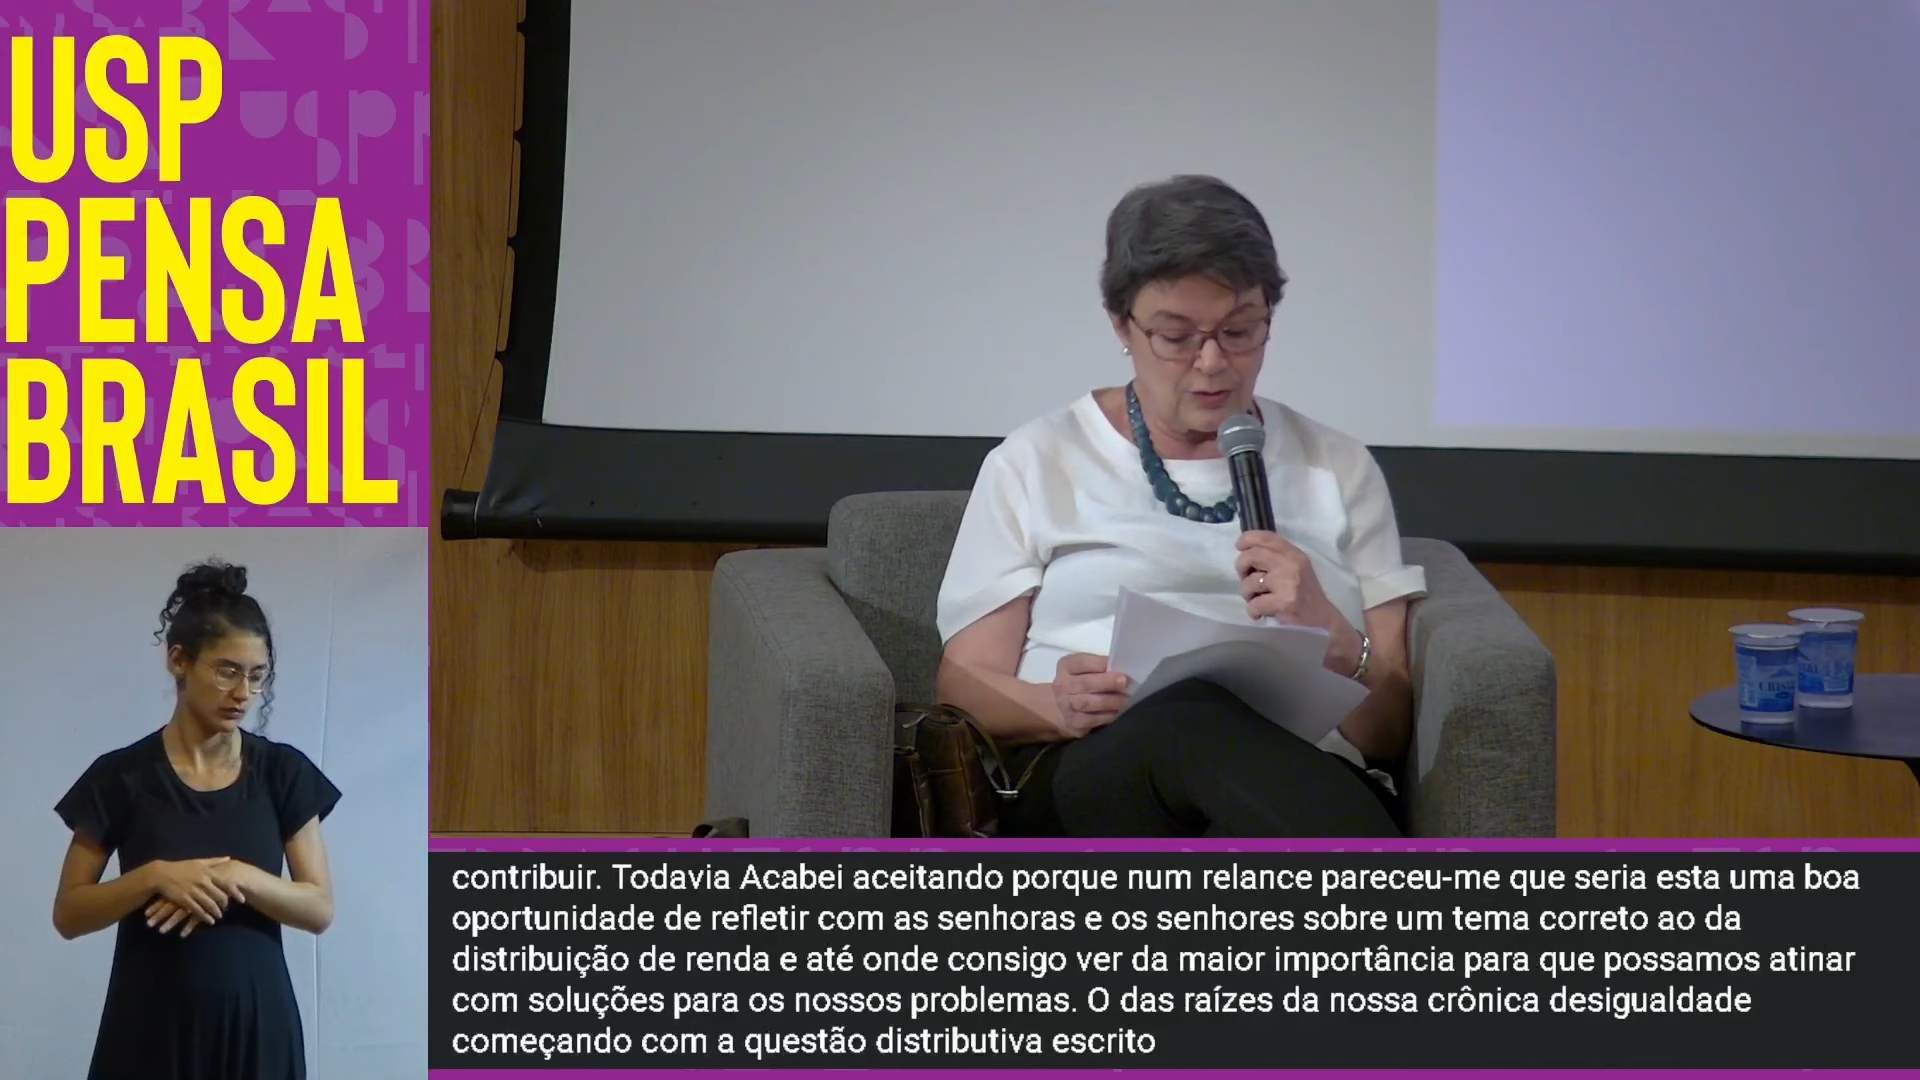 USP
PENSA
BRASIL
CRISTAL
contribuir. Todavia Acabei aceitando porque num relance pareceu-me que seria esta uma boa
oportunidade de refletir com as senhoras e os senhores sobre um tema correto ao da
distribuição de renda e até onde consigo ver da maior importância para que possamos atinar
com soluções para os nossos problemas. O das raízes da nossa crônica desigualdade
começando com a questão distributiva escrito